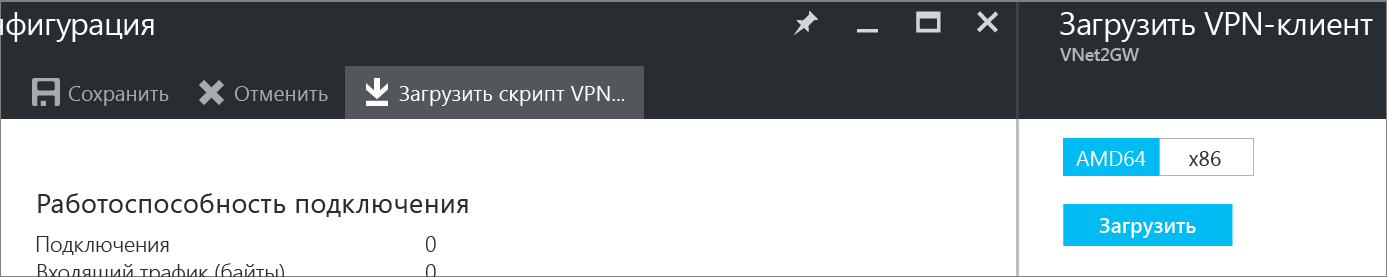 нфигурация
Сохранить Отменить Загрузить скрипт VPN...
Работоспособность подключения
Подключения 0
Входящий трафик (байты) 0
Загрузить VPN-клиент
VNet2GW
AMD64 x86
Загрузить